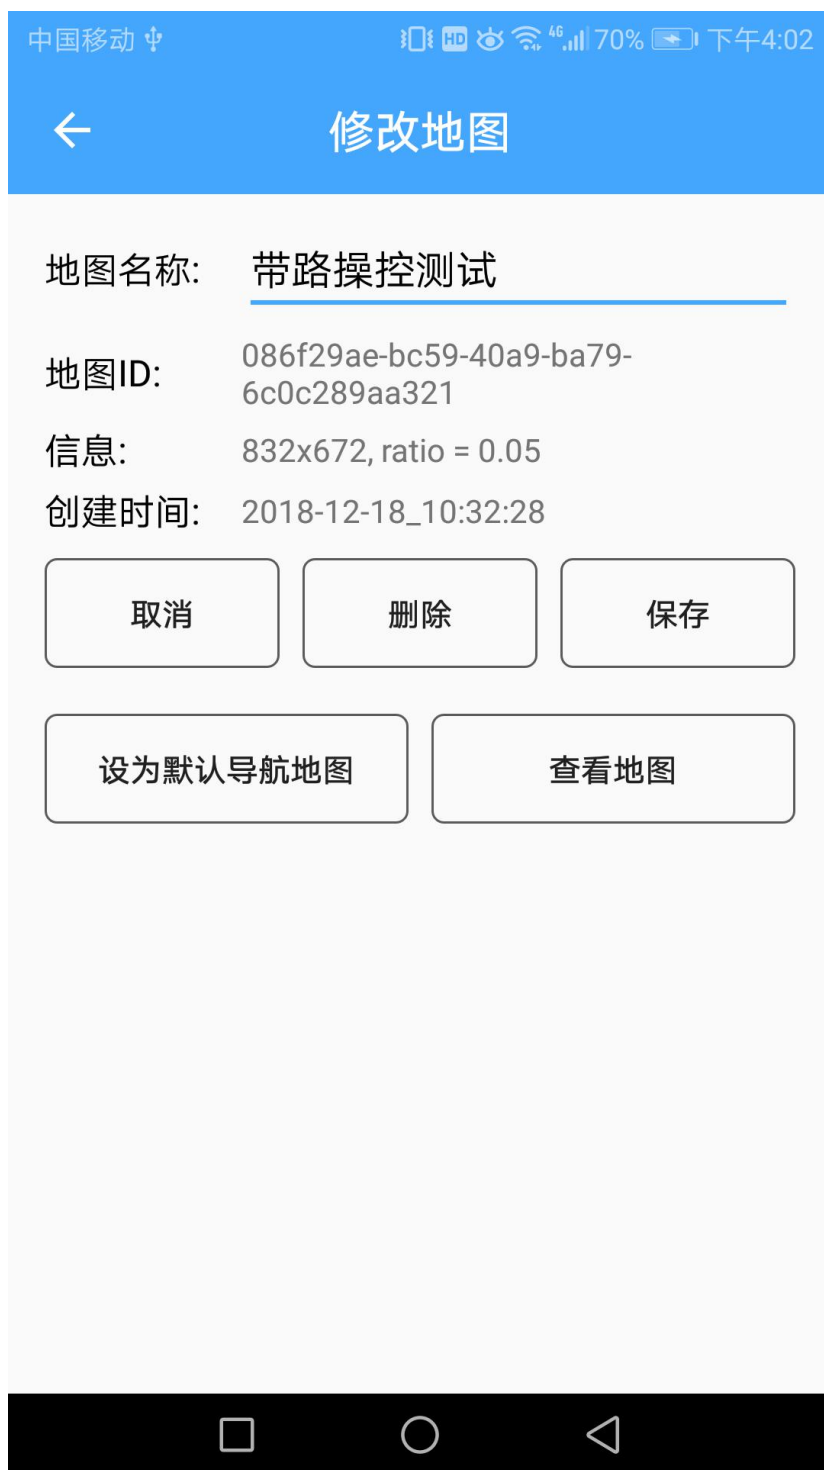 中国移动 HD 4G 70% 下午4:02
修改地图
地图名称: 带路操控测试
地图ID: 086f29ae-bc59-40a9-ba79-
6c0c289aa321
信息: 832x672, ratio = 0.05
创建时间: 2018-12-18_10:32:28
取消 删除 保存
设为默认导航地图 查看地图